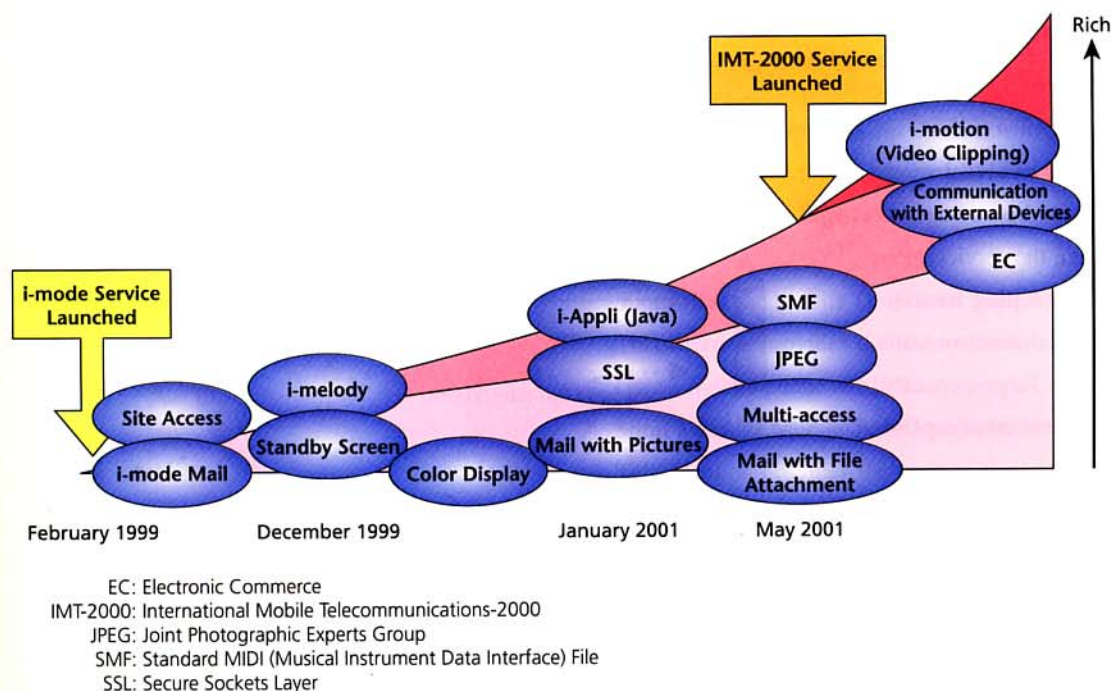 Rich
IMT-2000 Service
Launched
i-motion
(Video Clipping)
Communication
with External Devices
EC
i-mode Service
Launched
i-Appli (Java)
SMF
SSL
JPEG
i-melody
Site Access
Multi-access
Standby Screen
Mail with Pictures
i-mode Mail
Color Display
Mail with File
Attachment
February 1999
December 1999
January 2001
May 2001
EC: Electronic Commerce
IMT-2000: International Mobile Telecommunications-2000
JPEG: Joint Photographic Experts Group
SMF: Standard MIDI (Musical Instrument Data Interface) File
SSL: Secure Sockets Layer